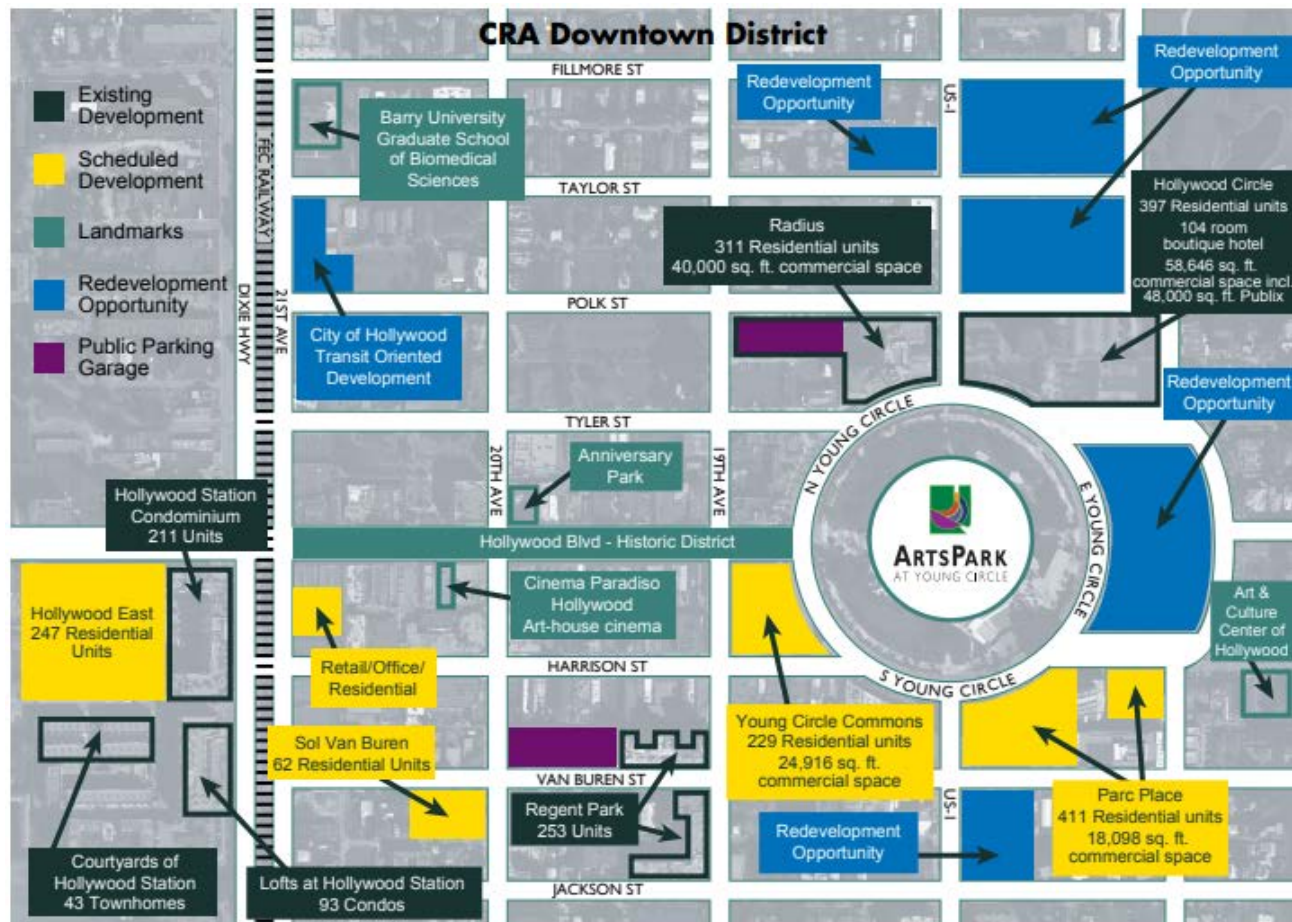 CRA Downtown District
Existing
Development
Scheduled
Development
Landmarks
Redevelopment
Opportunity
Public Parking
Garage
FILLMORE ST
TAYLOR ST
POLK ST
TYLER ST
HARRISON ST
VAN BUREN ST
JACKSON ST
DIXIE HWY
FEC RAILWAY
21ST AVE
20TH AVE
19TH AVE
US-1
US-1
N YOUNG CIRCLE
E YOUNG CIRCLE
S YOUNG CIRCLE
Barry University
Graduate School
of Biomedical
Sciences
Redevelopment
Opportunity
Redevelopment
Opportunity
City of Hollywood
Transit Oriented
Development
Radius
311 Residential units
40,000 sq. ft. commercial space
Hollywood Circle
397 Residential units
104 room
boutique hotel
58,646 sq. ft.
commercial space incl.
48,000 sq. ft. Publix
Redevelopment
Opportunity
Anniversary
Park
Hollywood Blvd - Historic District
ARTSPARK
AT YOUNG CIRCLE
Hollywood Station
Condominium
211 Units
Hollywood East
247 Residential
Units
Cinema Paradiso
Hollywood
Art-house cinema
Art &
Culture
Center of
Hollywood
Retail/Office/
Residential
Sol Van Buren
62 Residential Units
Young Circle Commons
229 Residential units
24,916 sq. ft.
commercial space
Regent Park
253 Units
Redevelopment
Opportunity
Parc Place
411 Residential units
18,098 sq. ft.
commercial space
Courtyards of
Hollywood Station
43 Townhomes
Lofts at Hollywood Station
93 Condos